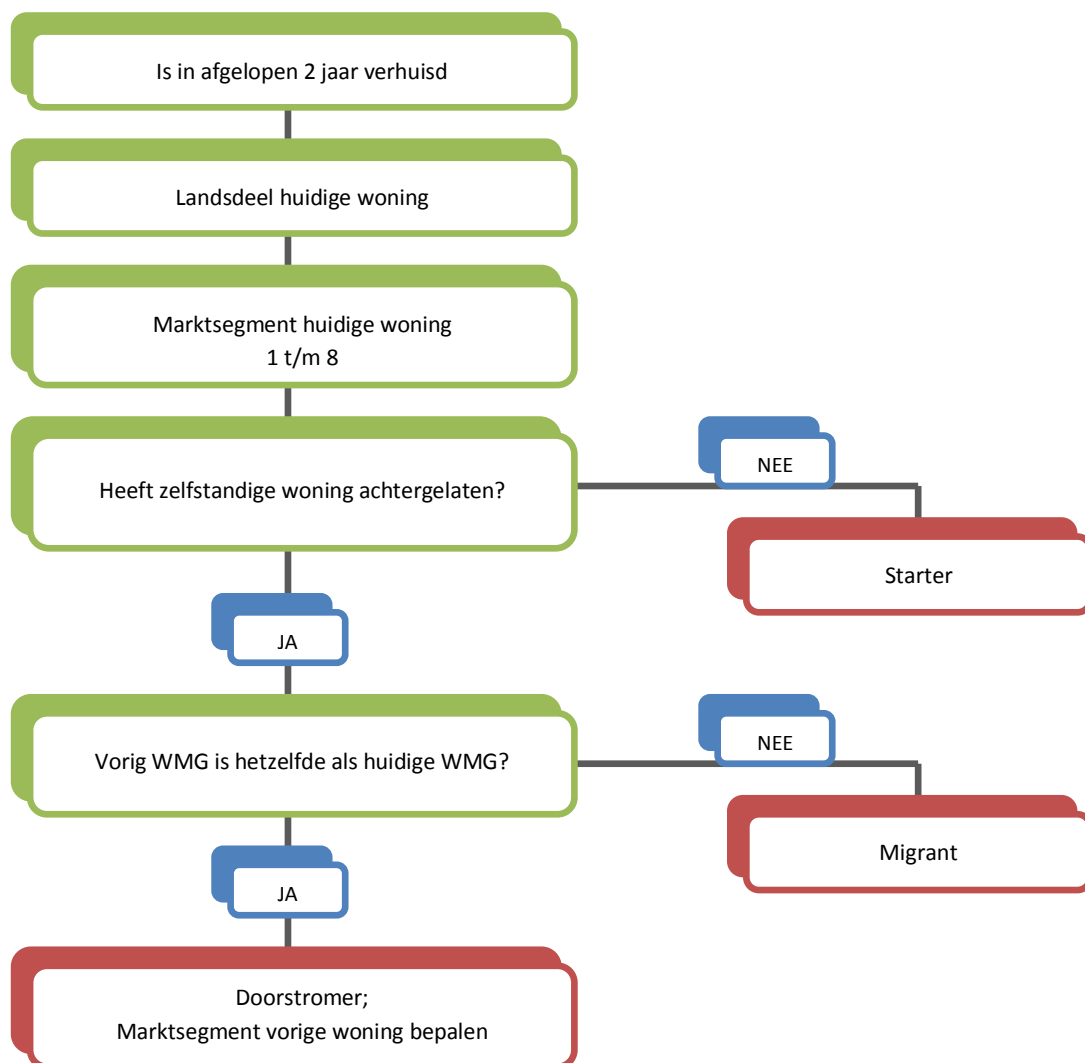 Is in afgelopen 2 jaar verhuisd
Landsdeel huidige woning
Marktsegment huidige woning
1 t/m 8
Heeft zelfstandige woning achtergelaten?
NEE
Starter
JA
Vorig WMG is hetzelfde als huidige WMG?
NEE
Migrant
JA
Doorstromer;
Marktsegment vorige woning bepalen